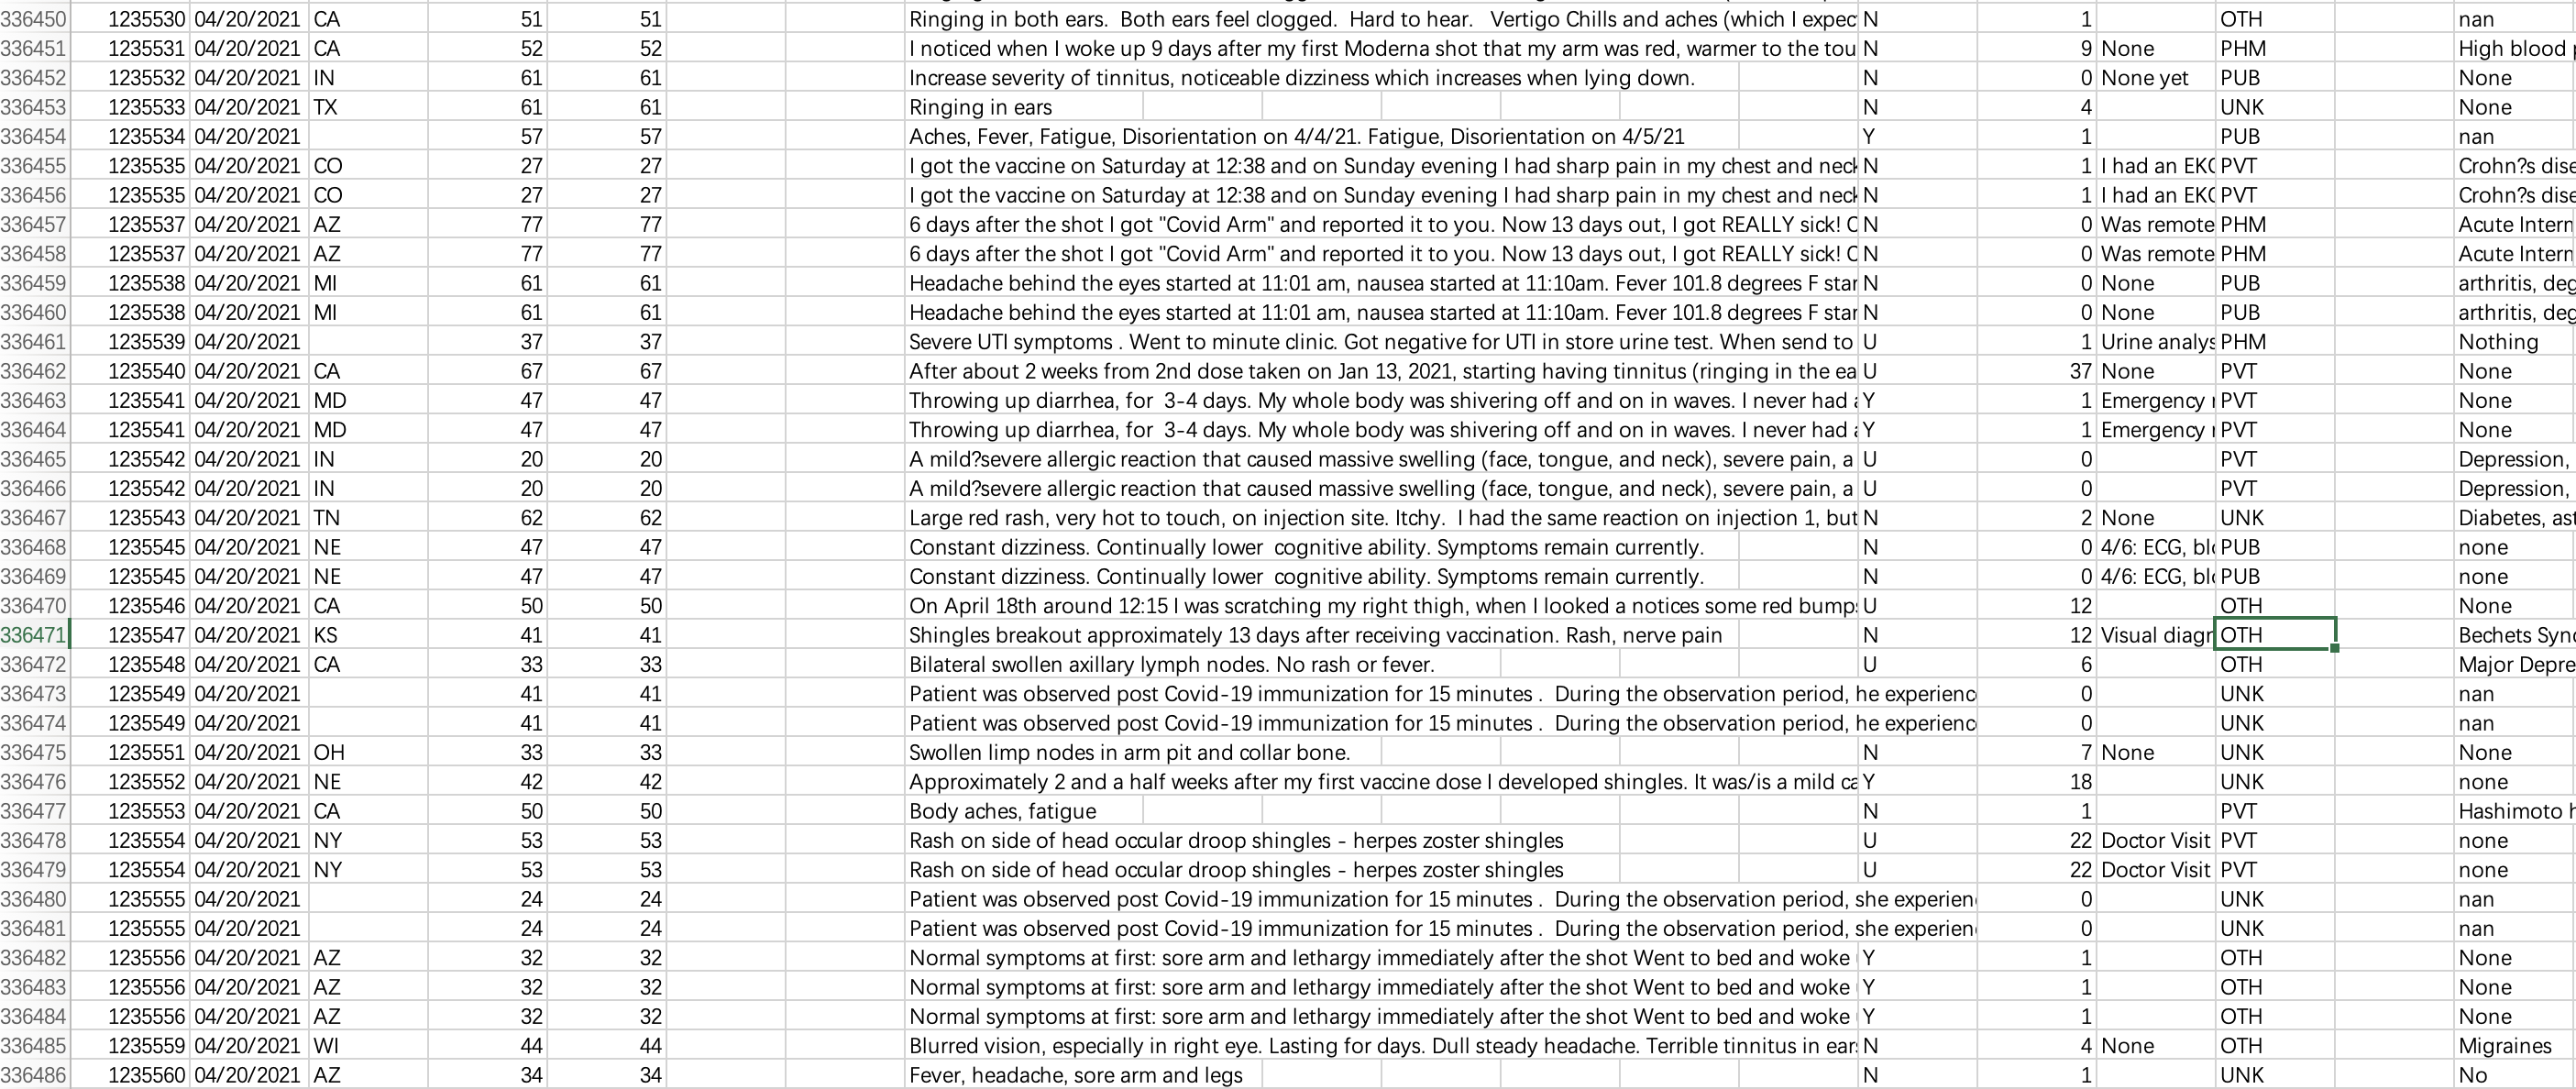 336450 1235530 04/20/2021 CA 51 51 Ringing in both ears.  Both ears feel clogged.  Hard to hear.   Vertigo Chills and aches (which I expec N 1 OTH nan
336451 1235531 04/20/2021 CA 52 52 I noticed when I woke up 9 days after my first Moderna shot that my arm was red, warmer to the tou N 9 None PHM High blood
336452 1235532 04/20/2021 IN 61 61 Increase severity of tinnitus, noticeable dizziness which increases when lying down. N 0 None yet PUB None
336453 1235533 04/20/2021 TX 61 61 Ringing in ears N 4 UNK None
336454 1235534 04/20/2021 57 57 Aches, Fever, Fatigue, Disorientation on 4/4/21. Fatigue, Disorientation on 4/5/21 Y 1 PUB nan
336455 1235535 04/20/2021 CO 27 27 I got the vaccine on Saturday at 12:38 and on Sunday evening I had sharp pain in my chest and neck N 1 I had an EKG PVT Crohn?s dise
336456 1235535 04/20/2021 CO 27 27 I got the vaccine on Saturday at 12:38 and on Sunday evening I had sharp pain in my chest and neck N 1 I had an EKG PVT Crohn?s dise
336457 1235537 04/20/2021 AZ 77 77 6 days after the shot I got "Covid Arm" and reported it to you. Now 13 days out, I got REALLY sick! C N 0 Was remote PHM Acute Intern
336458 1235537 04/20/2021 AZ 77 77 6 days after the shot I got "Covid Arm" and reported it to you. Now 13 days out, I got REALLY sick! C N 0 Was remote PHM Acute Intern
336459 1235538 04/20/2021 MI 61 61 Headache behind the eyes started at 11:01 am, nausea started at 11:10am. Fever 101.8 degrees F star N 0 None PUB arthritis, deg
336460 1235538 04/20/2021 MI 61 61 Headache behind the eyes started at 11:01 am, nausea started at 11:10am. Fever 101.8 degrees F star N 0 None PUB arthritis, deg
336461 1235539 04/20/2021 37 37 Severe UTI symptoms . Went to minute clinic. Got negative for UTI in store urine test. When send to U 1 Urine analys PHM Nothing
336462 1235540 04/20/2021 CA 67 67 After about 2 weeks from 2nd dose taken on Jan 13, 2021, starting having tinnitus (ringing in the ea U 37 None PVT None
336463 1235541 04/20/2021 MD 47 47 Throwing up diarrhea, for  3-4 days. My whole body was shivering off and on in waves. I never had a Y 1 Emergency PVT None
336464 1235541 04/20/2021 MD 47 47 Throwing up diarrhea, for  3-4 days. My whole body was shivering off and on in waves. I never had a Y 1 Emergency PVT None
336465 1235542 04/20/2021 IN 20 20 A mild?severe allergic reaction that caused massive swelling (face, tongue, and neck), severe pain, a U 0 PVT Depression,
336466 1235542 04/20/2021 IN 20 20 A mild?severe allergic reaction that caused massive swelling (face, tongue, and neck), severe pain, a U 0 PVT Depression,
336467 1235543 04/20/2021 TN 62 62 Large red rash, very hot to touch, on injection site. Itchy.  I had the same reaction on injection 1, but N 2 None UNK Diabetes, ast
336468 1235545 04/20/2021 NE 47 47 Constant dizziness. Continually lower  cognitive ability. Symptoms remain currently. N 0 4/6: ECG, blo PUB none
336469 1235545 04/20/2021 NE 47 47 Constant dizziness. Continually lower  cognitive ability. Symptoms remain currently. N 0 4/6: ECG, blo PUB none
336470 1235546 04/20/2021 CA 50 50 On April 18th around 12:15 I was scratching my right thigh, when I looked a notices some red bumps U 12 OTH None
336471 1235547 04/20/2021 KS 41 41 Shingles breakout approximately 13 days after receiving vaccination. Rash, nerve pain N 12 Visual diagn OTH Bechets Sync
336472 1235548 04/20/2021 CA 33 33 Bilateral swollen axillary lymph nodes. No rash or fever. U 6 OTH Major Depre
336473 1235549 04/20/2021 41 41 Patient was observed post Covid-19 immunization for 15 minutes .  During the observation period, he experienc 0 UNK nan
336474 1235549 04/20/2021 41 41 Patient was observed post Covid-19 immunization for 15 minutes .  During the observation period, he experienc 0 UNK nan
336475 1235551 04/20/2021 OH 33 33 Swollen limp nodes in arm pit and collar bone. N 7 None UNK None
336476 1235552 04/20/2021 NE 42 42 Approximately 2 and a half weeks after my first vaccine dose I developed shingles. It was/is a mild ca Y 18 UNK none
336477 1235553 04/20/2021 CA 50 50 Body aches, fatigue N 1 PVT Hashimoto h
336478 1235554 04/20/2021 NY 53 53 Rash on side of head occular droop shingles - herpes zoster shingles U 22 Doctor Visit PVT none
336479 1235554 04/20/2021 NY 53 53 Rash on side of head occular droop shingles - herpes zoster shingles U 22 Doctor Visit PVT none
336480 1235555 04/20/2021 24 24 Patient was observed post Covid-19 immunization for 15 minutes .  During the observation period, she experien 0 UNK nan
336481 1235555 04/20/2021 24 24 Patient was observed post Covid-19 immunization for 15 minutes .  During the observation period, she experien 0 UNK nan
336482 1235556 04/20/2021 AZ 32 32 Normal symptoms at first: sore arm and lethargy immediately after the shot Went to bed and woke Y 1 OTH None
336483 1235556 04/20/2021 AZ 32 32 Normal symptoms at first: sore arm and lethargy immediately after the shot Went to bed and woke Y 1 OTH None
336484 1235556 04/20/2021 AZ 32 32 Normal symptoms at first: sore arm and lethargy immediately after the shot Went to bed and woke Y 1 OTH None
336485 1235559 04/20/2021 WI 44 44 Blurred vision, especially in right eye. Lasting for days. Dull steady headache. Terrible tinnitus in ears N 4 None OTH Migraines
336486 1235560 04/20/2021 AZ 34 34 Fever, headache, sore arm and legs N 1 UNK No